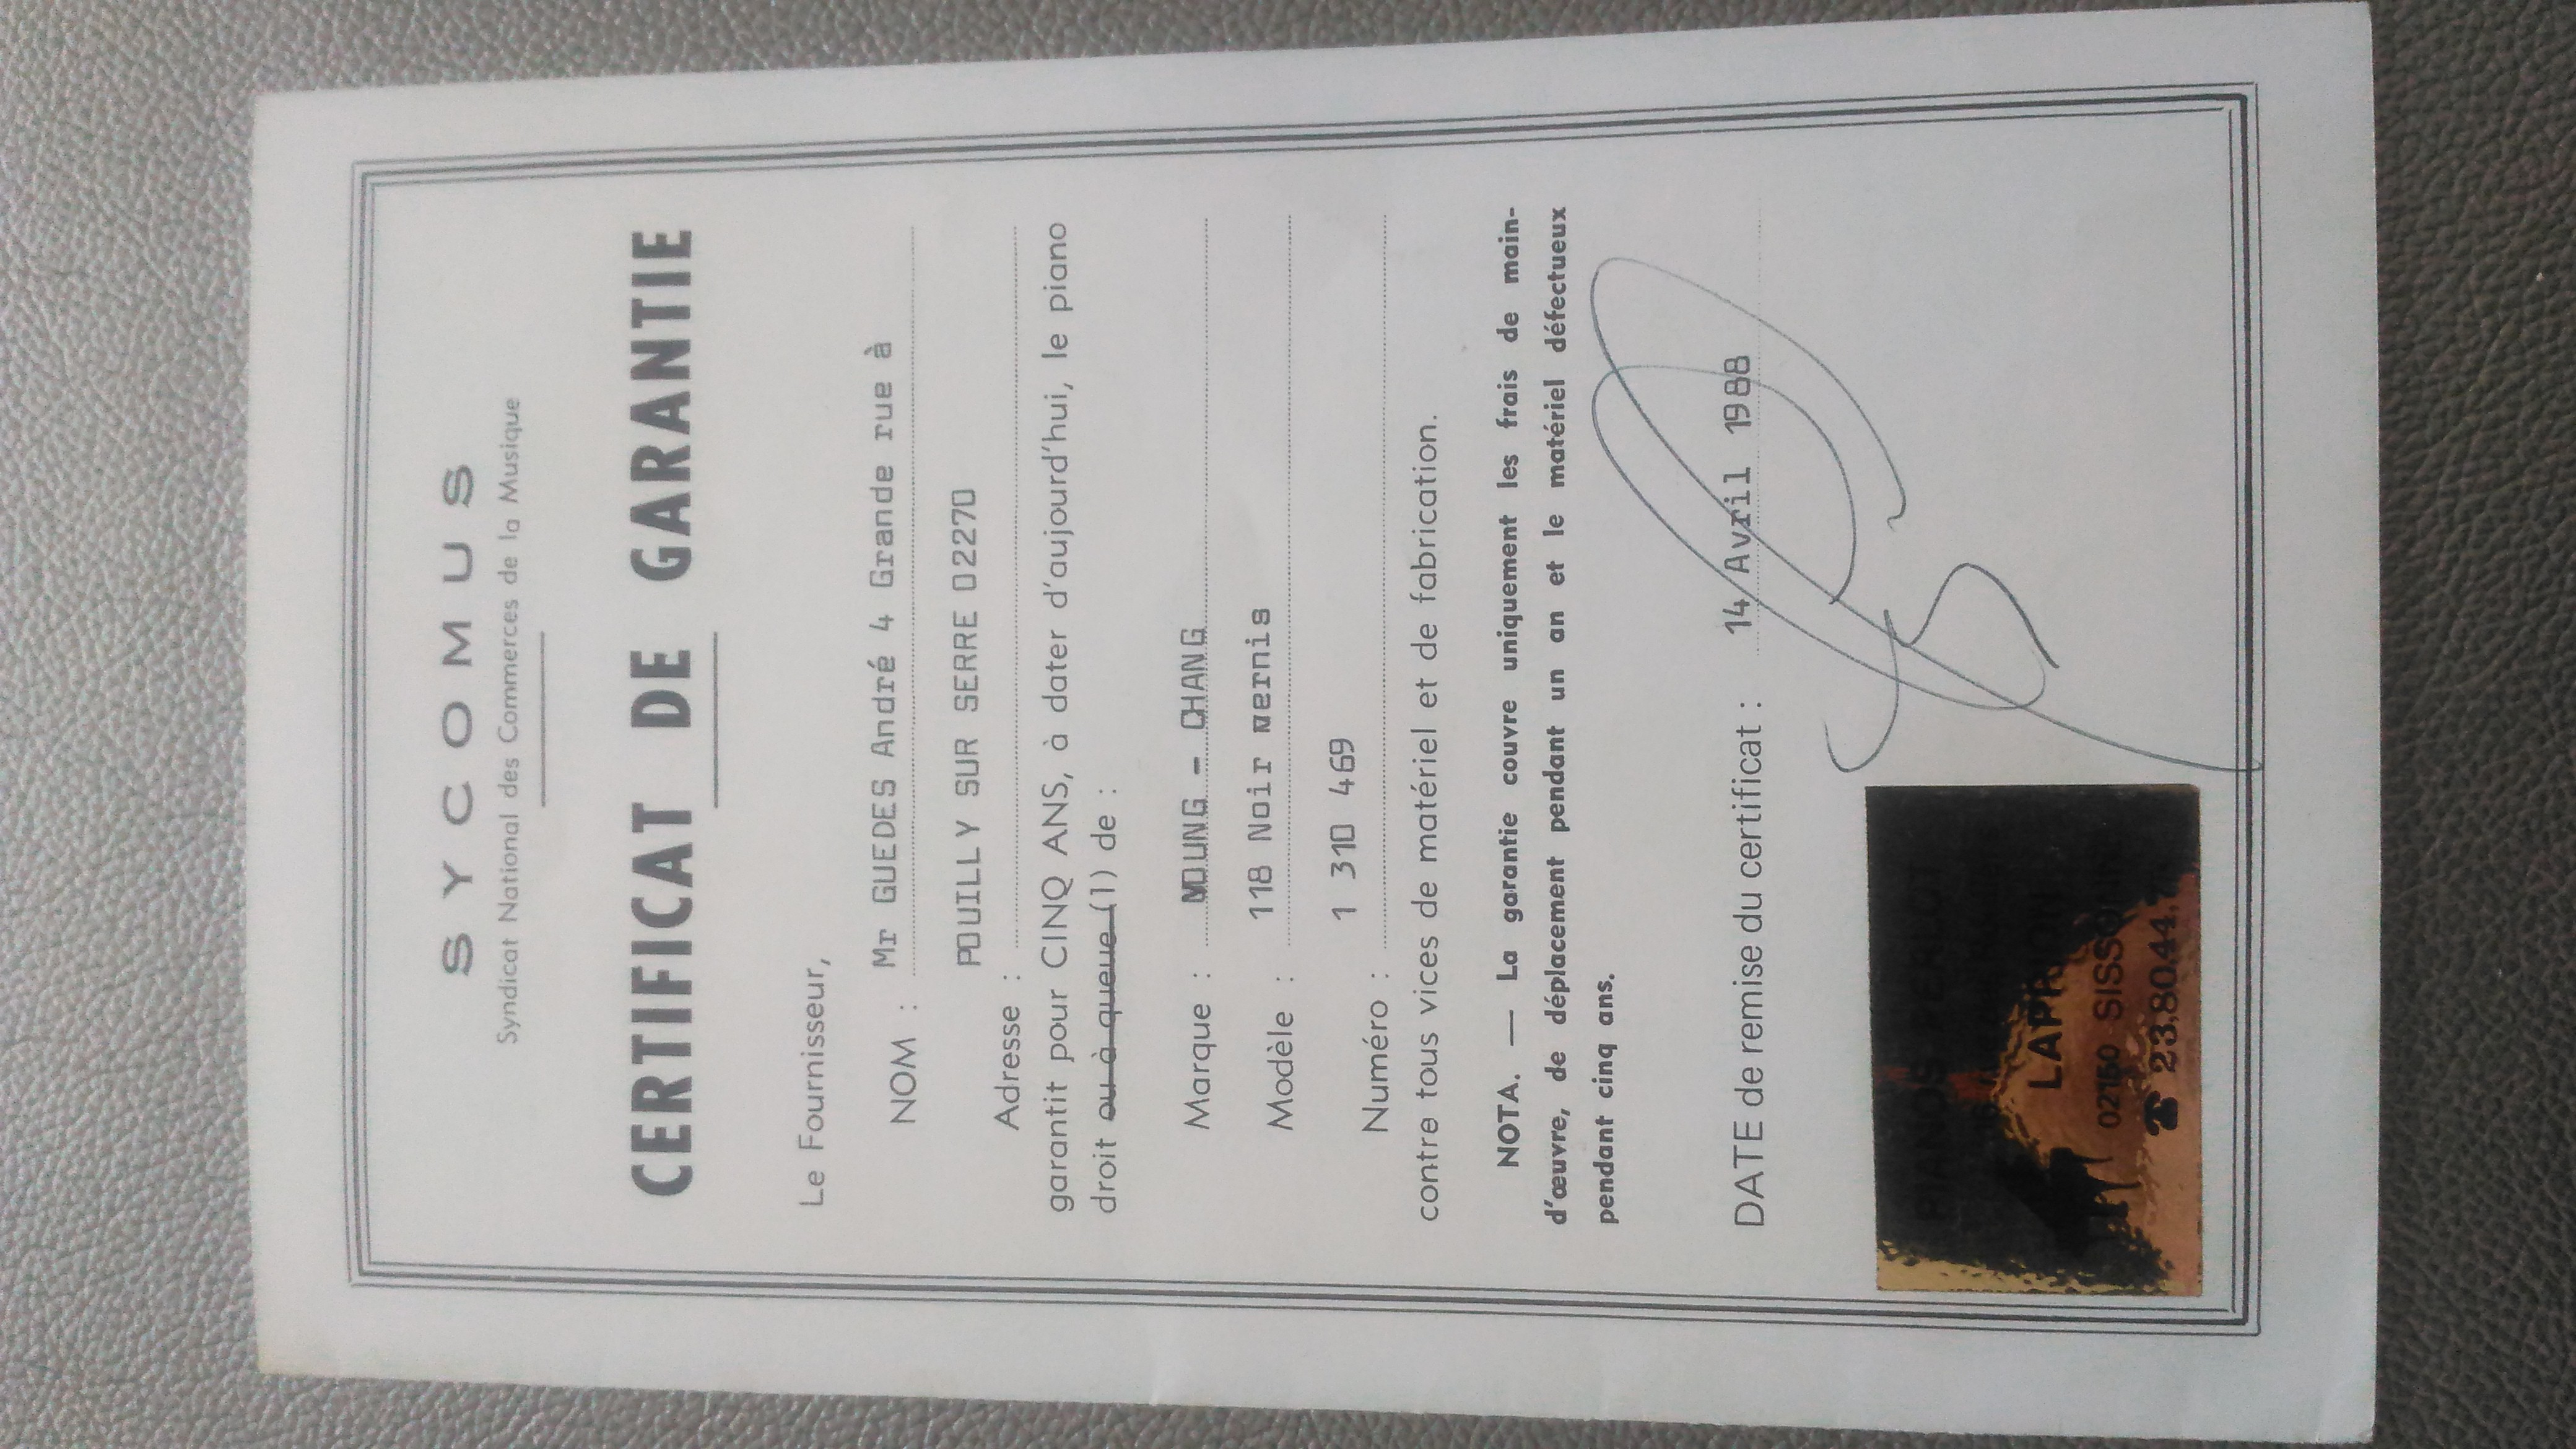 SYCOMUS
Syndicat National des Commerces de la Musique
CERTIFICAT DE GARANTIE
Le Fournisseur,
NOM : Mr GUEDES André 4 Grande rue à
POUILLY SUR SERRE 02270
Adresse :
garantit pour CINQ ANS, à dater d'aujourd'hui, le piano
droit ou à queue (1) de :
Marque : YOUNG - CHANG
Modèle : 118 Noir vernis
Numéro : 1 310 469
contre tous vices de matériel et de fabrication.
NOTA. — La garantie couvre uniquement les frais de main-
d'œuvre, de déplacement pendant un an et le matériel défectueux
pendant cinq ans.
DATE de remise du certificat : 14 Avril 1988
PIANOS
02150 SISSONNE
☎ 23.80.44.